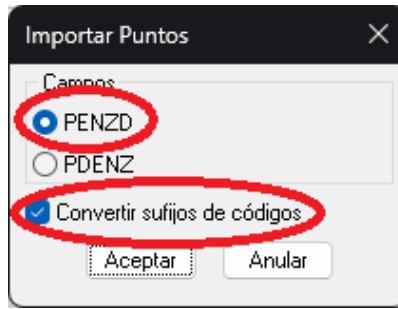 Importar Puntos
Campos
PENZD
PDENZ
Convertir sufijos de códigos
Aceptar Anular